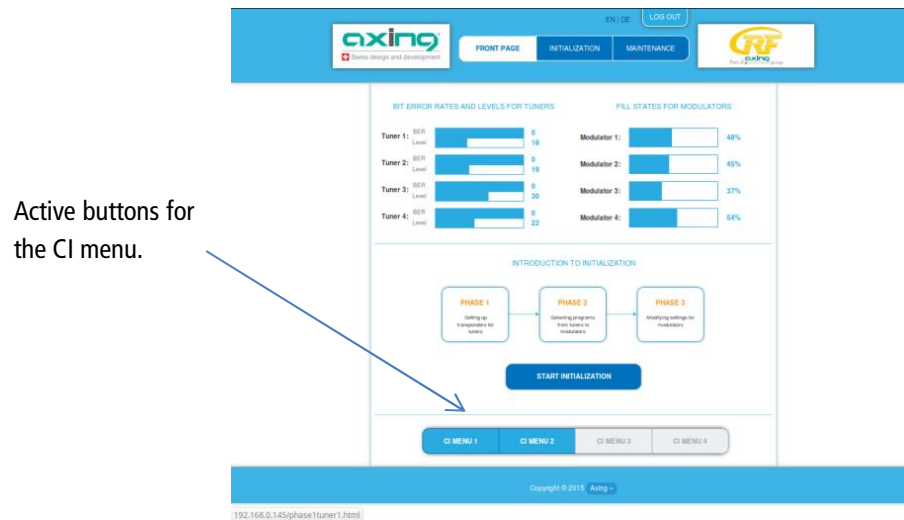 EN | DE
LOG OUT
axing
Swiss design and development
FRONT PAGE
INITIALIZATION
MAINTENANCE
RF
axing
BIT ERROR RATES AND LEVELS FOR TUNERS
FILL STATES FOR MODULATORS
Tuner 1: BER 0
Level 18
Modulator 1: 48%
Tuner 2: BER 0
Level 19
Modulator 2: 45%
Tuner 3: BER 0
Level 30
Modulator 3: 37%
Tuner 4: BER 0
Level 22
Modulator 4: 54%
Active buttons for
the CI menu.
INTRODUCTION TO INITIALIZATION
PHASE 1
Setting up
transponders for
tuners
PHASE 2
Selecting programs
from tuners to
modulators
PHASE 3
Modifying settings for
modulators
START INITIALIZATION
CI MENU 1
CI MENU 2
CI MENU 3
CI MENU 4
Copyright © 2015 Axing »
192.168.0.145/phase1tuner1.html